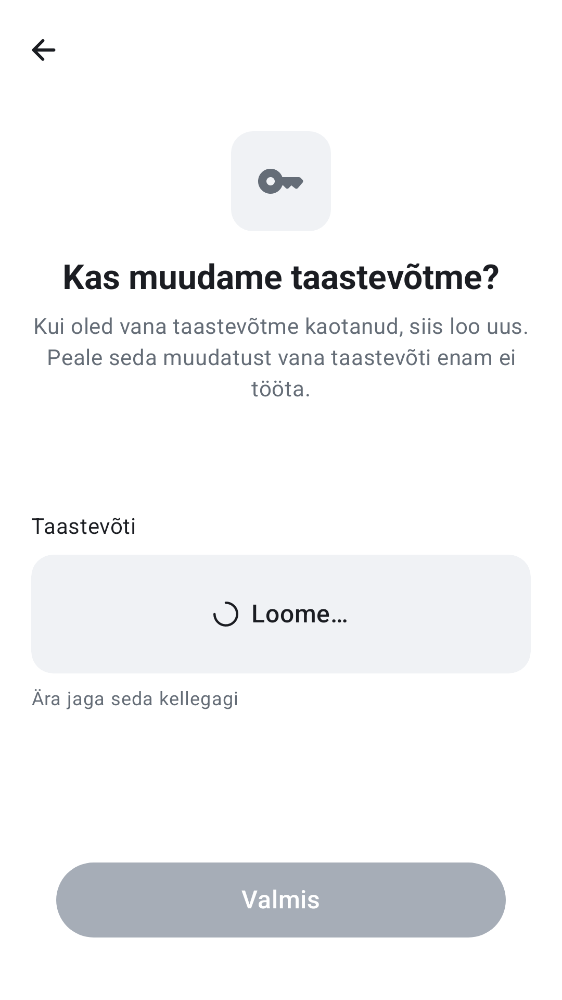 Kas muudame taastevõtme?
Kui oled vana taastevõtme kaotanud, siis loo uus.
Peale seda muudatust vana taastevõti enam ei
tööta.
Taastevõti
Loome…
Ära jaga seda kellegagi
Valmis